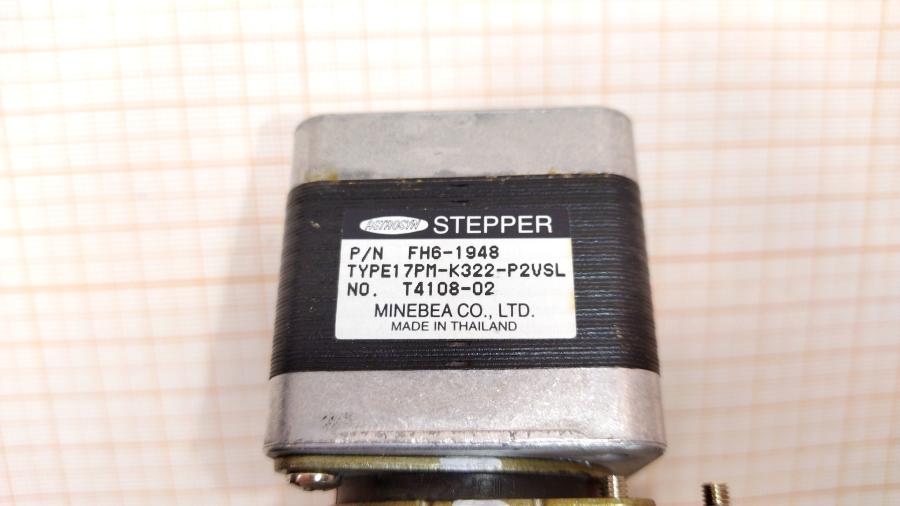 ASTROSYN STEPPER
P/N FH6-1948
TYPE17PM-K322-P2VSL
NO. T4108-02
MINEBEA CO., LTD.
MADE IN THAILAND